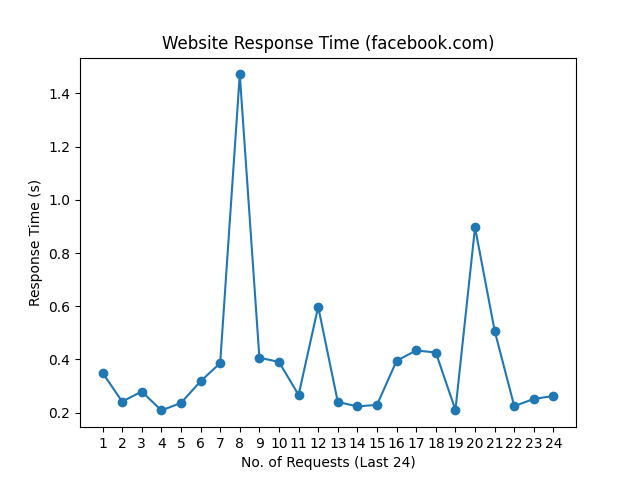 Website Response Time (facebook.com)
1.4
1.2
1.0
0.8
0.6
0.4
0.2
Response Time (s)
1 2 3 4 5 6 7 8 9 10 11 12 13 14 15 16 17 18 19 20 21 22 23 24
No. of Requests (Last 24)